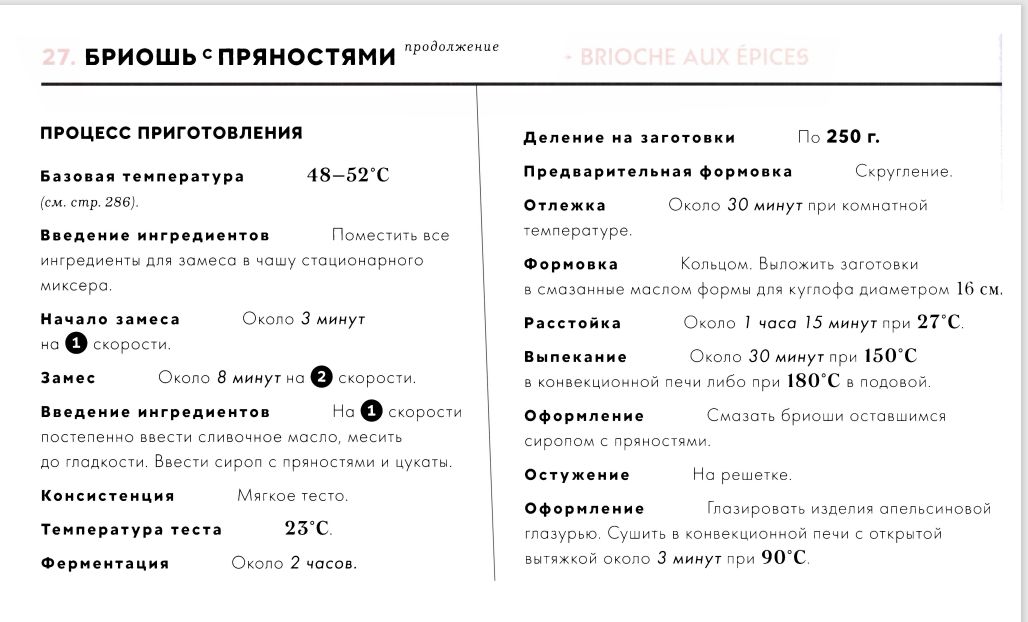 27. БРИОШЬ С ПРЯНОСТЯМИ продолжение • BRIOCHE AUX ÉPICES
ПРОЦЕСС ПРИГОТОВЛЕНИЯ
Базовая температура 48–52°C
(см. стр. 286).
Введение ингредиентов Поместить все
ингредиенты для замеса в чашу стационарного
миксера.
Начало замеса Около 3 минут
на 1 скорости.
Замес Около 8 минут на 2 скорости.
Введение ингредиентов На 1 скорости
постепенно ввести сливочное масло, месить
до гладкости. Ввести сироп с пряностями и цукаты.
Консистенция Мягкое тесто.
Температура теста 23°C.
Ферментация Около 2 часов.
Деление на заготовки По 250 г.
Предварительная формовка Скругление.
Отлежка Около 30 минут при комнатной
температуре.
Формовка Кольцом. Выложить заготовки
в смазанные маслом формы для куглофа диаметром 16 см.
Расстойка Около 1 часа 15 минут при 27°C.
Выпекание Около 30 минут при 150°C
в конвекционной печи либо при 180°C в подовой.
Оформление Смазать бриоши оставшимся
сиропом с пряностями.
Остужение На решетке.
Оформление Глазировать изделия апельсиновой
глазурью. Сушить в конвекционной печи с открытой
вытяжкой около 3 минут при 90°C.